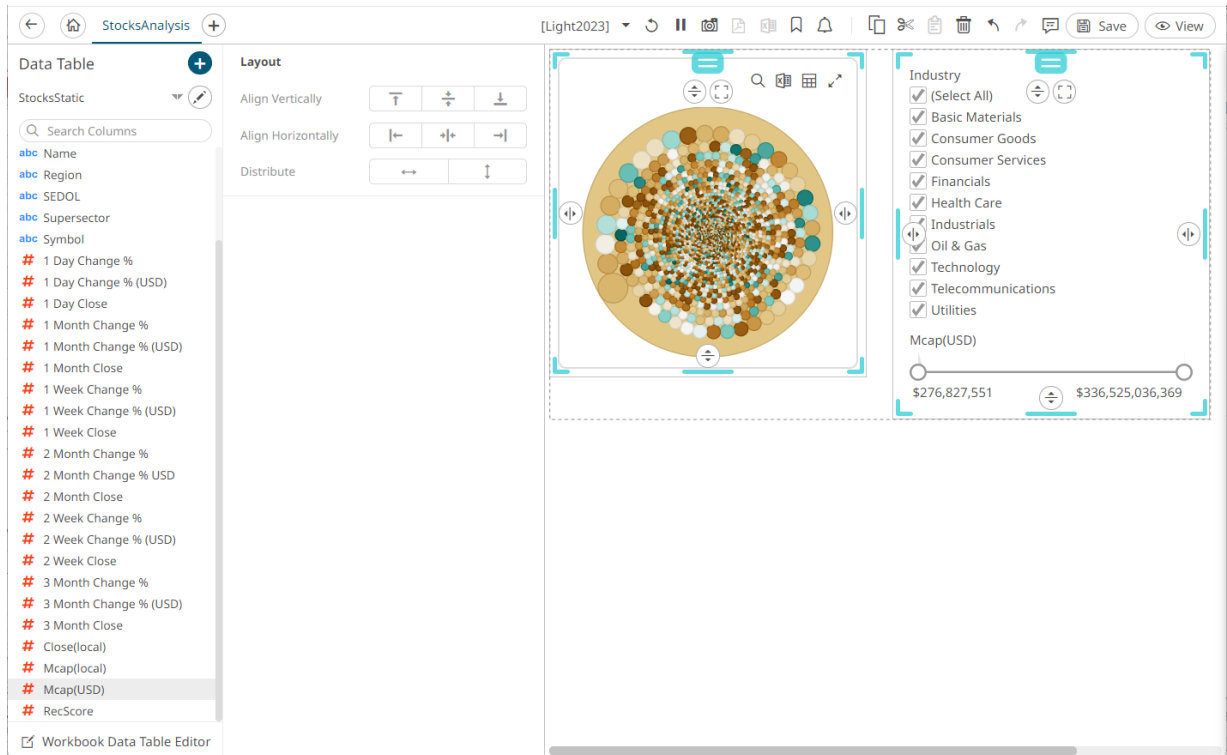 StocksAnalysis
[Light2023]
Save
View
Data Table
StocksStatic
Search Columns
abc Name
abc Region
abc SEDOL
abc Supersector
abc Symbol
# 1 Day Change %
# 1 Day Change % (USD)
# 1 Day Close
# 1 Month Change %
# 1 Month Change % (USD)
# 1 Month Close
# 1 Week Change %
# 1 Week Change % (USD)
# 1 Week Close
# 2 Month Change %
# 2 Month Change % USD
# 2 Month Close
# 2 Week Change %
# 2 Week Change % (USD)
# 2 Week Close
# 3 Month Change %
# 3 Month Change % (USD)
# 3 Month Close
# Close(local)
# Mcap(local)
# Mcap(USD)
# RecScore
Workbook Data Table Editor
Layout
Align Vertically
Align Horizontally
Distribute
Industry
(Select All)
Basic Materials
Consumer Goods
Consumer Services
Financials
Health Care
Industrials
Oil & Gas
Technology
Telecommunications
Utilities
Mcap(USD)
$276,827,551
$336,525,036,369